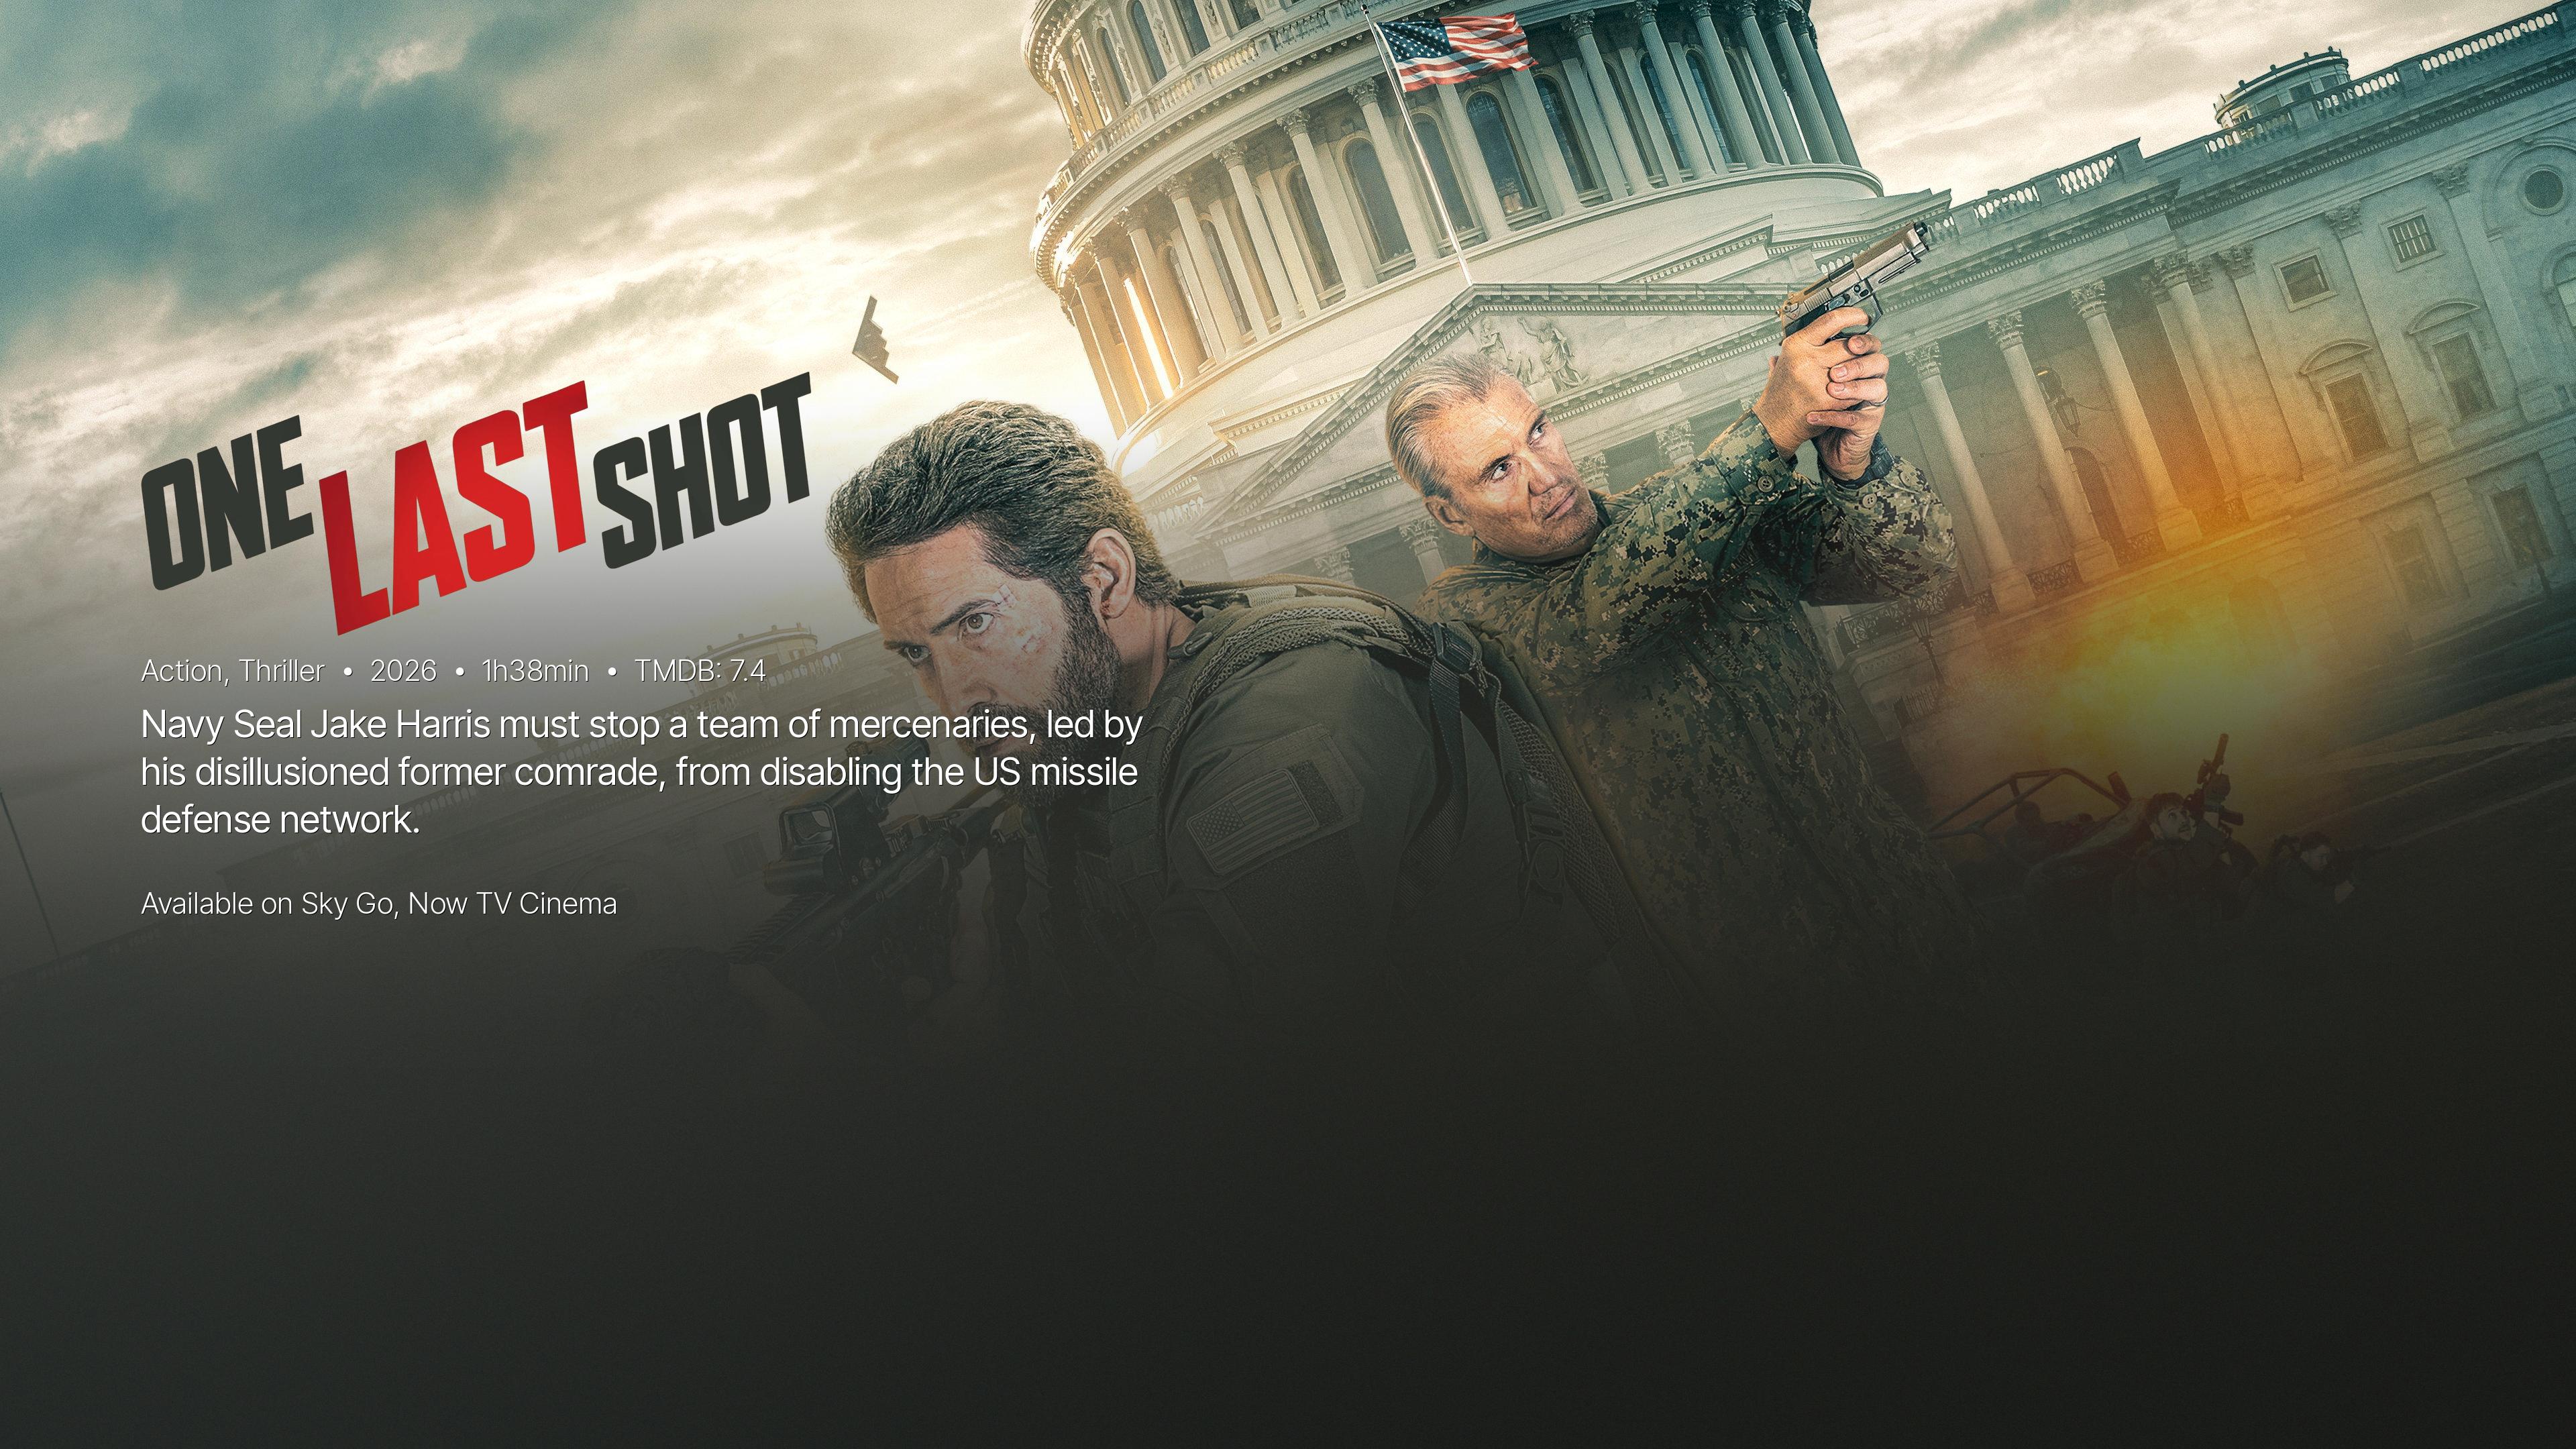 ONE LAST SHOT
Action, Thriller • 2026 • 1h38min • TMDB: 7.4
Navy Seal Jake Harris must stop a team of mercenaries, led by
his disillusioned former comrade, from disabling the US missile
defense network.
Available on Sky Go, Now TV Cinema